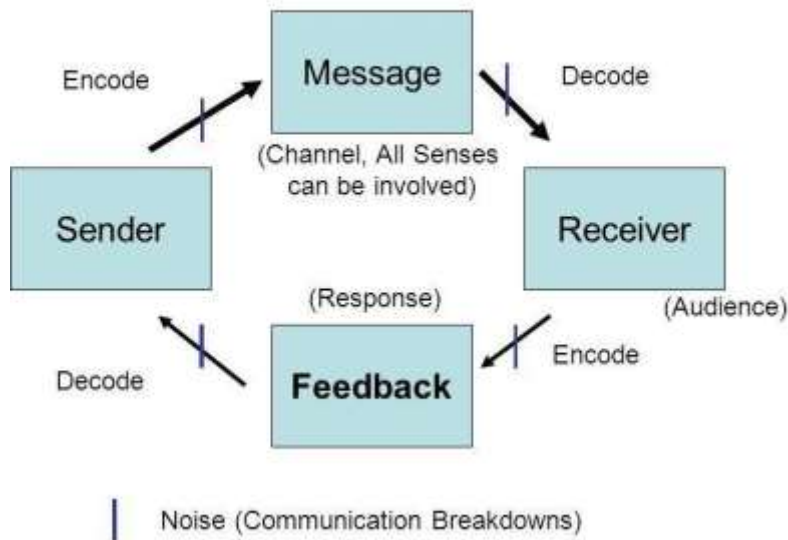 Encode
Message
Decode
(Channel, All Senses
can be involved)
Sender
Receiver
(Response)
(Audience)
Decode
Feedback
Encode
Noise (Communication Breakdowns)